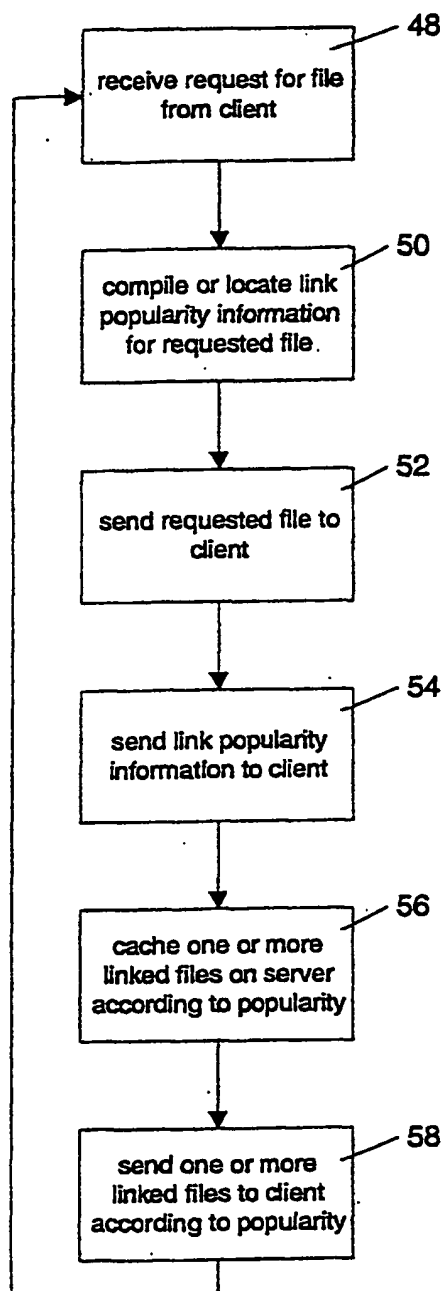 48
receive request for file
from client
50
compile or locate link
popularity information
for requested file.
52
send requested file to
client
54
send link popularity
information to client
56
cache one or more
linked files on server
according to popularity
58
send one or more
linked files to client
according to popularity